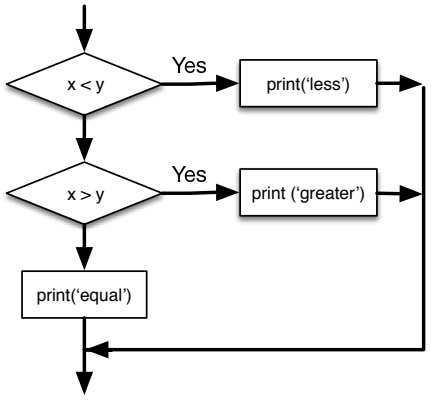 Yes
x < y
print(‘less’)
Yes
x > y
print (‘greater’)
print(‘equal’)